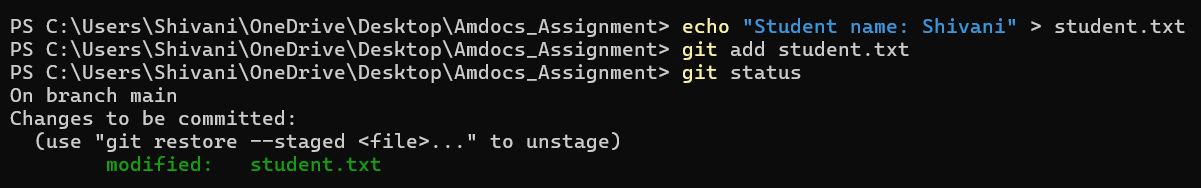 PS C:\Users\Shivani\OneDrive\Desktop\Amdocs_Assignment> echo "Student name: Shivani" > student.txt
PS C:\Users\Shivani\OneDrive\Desktop\Amdocs_Assignment> git add student.txt
PS C:\Users\Shivani\OneDrive\Desktop\Amdocs_Assignment> git status
On branch main
Changes to be committed:
  (use "git restore --staged <file>..." to unstage)
        modified:   student.txt